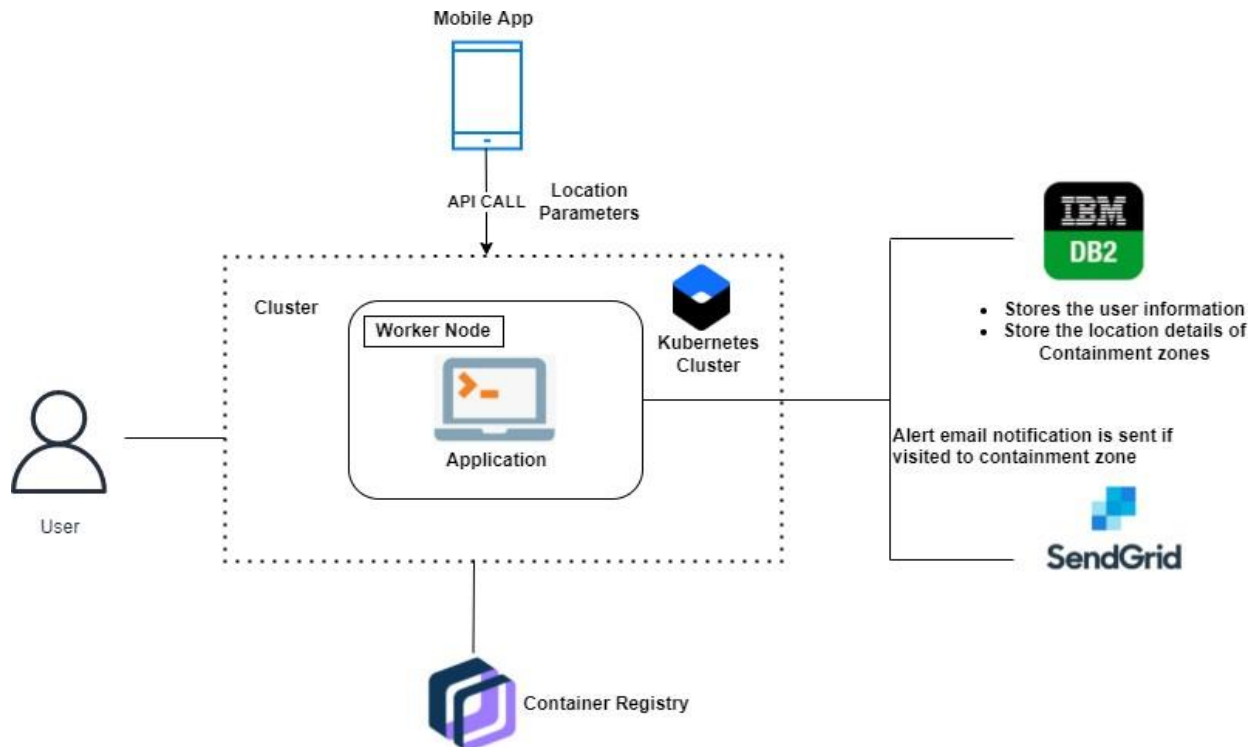 Mobile App
API CALL
Location
Parameters
IBM
DB2
Stores the user information
Store the location details of
Containment zones
Cluster
Worker Node
Kubernetes
Cluster
Application
User
Alert email notification is sent if
visited to containment zone
SendGrid
Container Registry